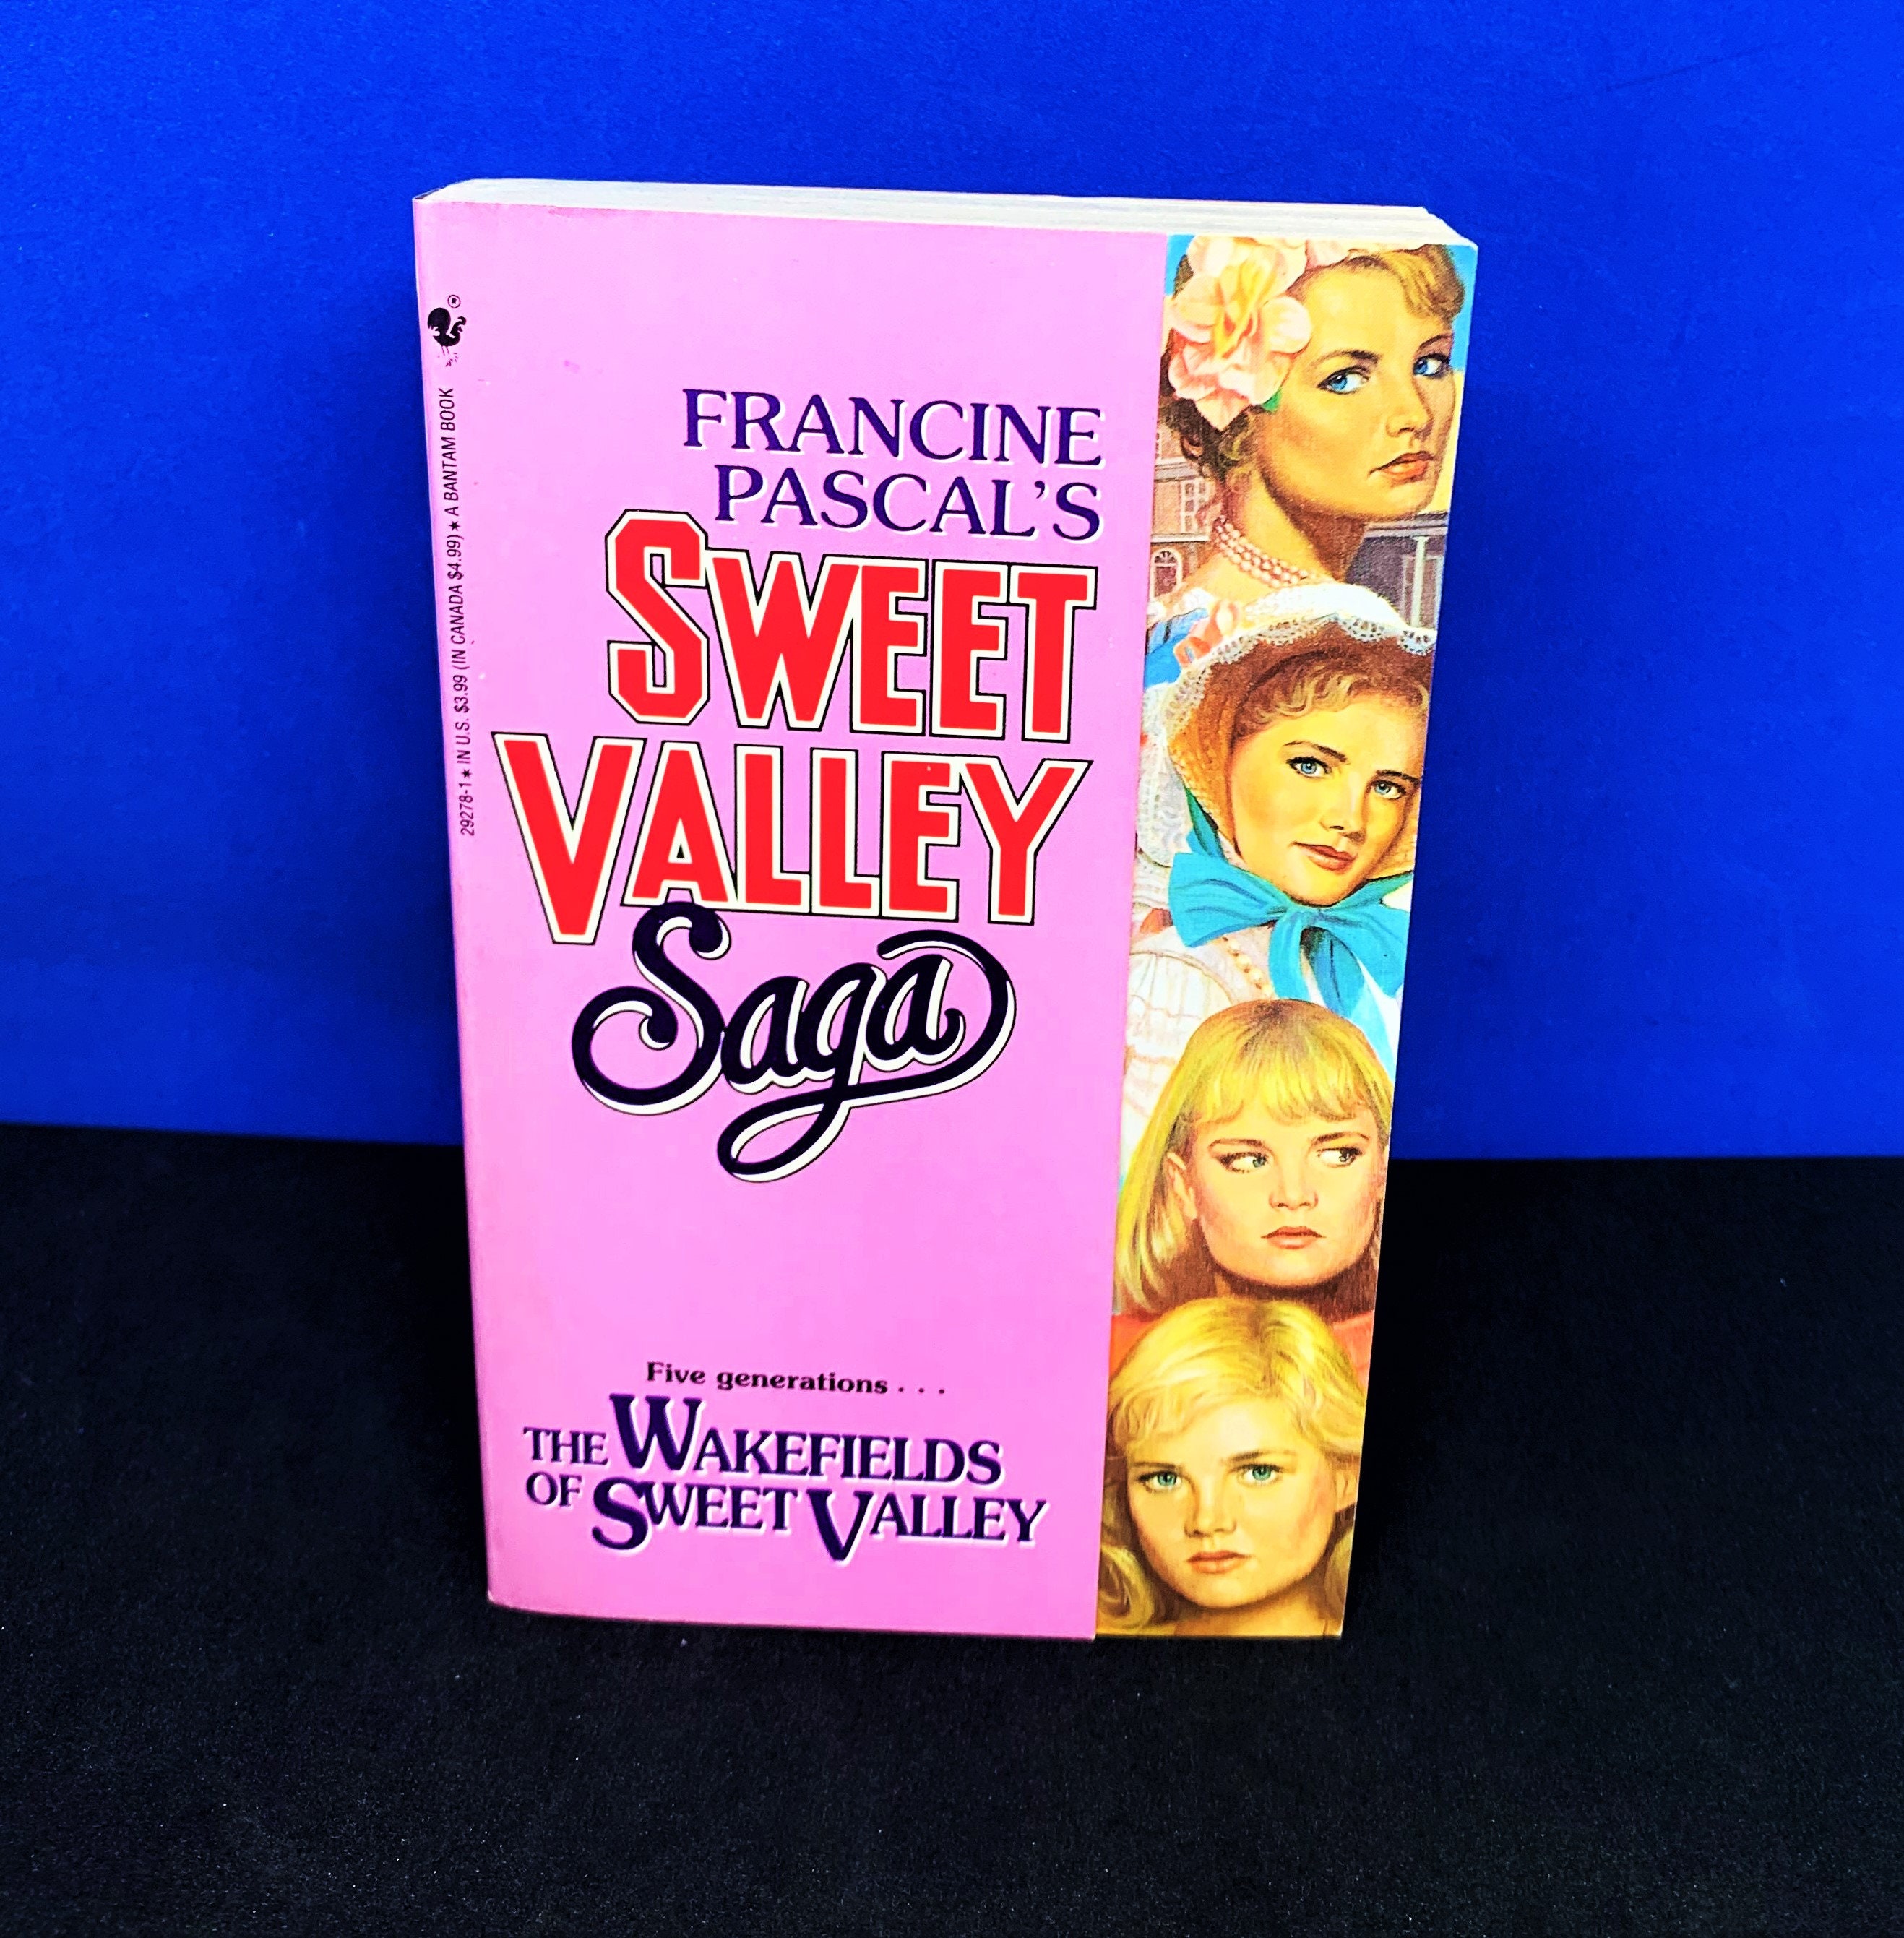 FRANCINE
PASCAL'S
SWEET
VALLEY
Saga
Five generations . . .
THE WAKEFIELDS
OF SWEET VALLEY
29278-1 * IN U.S. $3.99 (IN CANADA $4.99) * A BANTAM BOOK
®